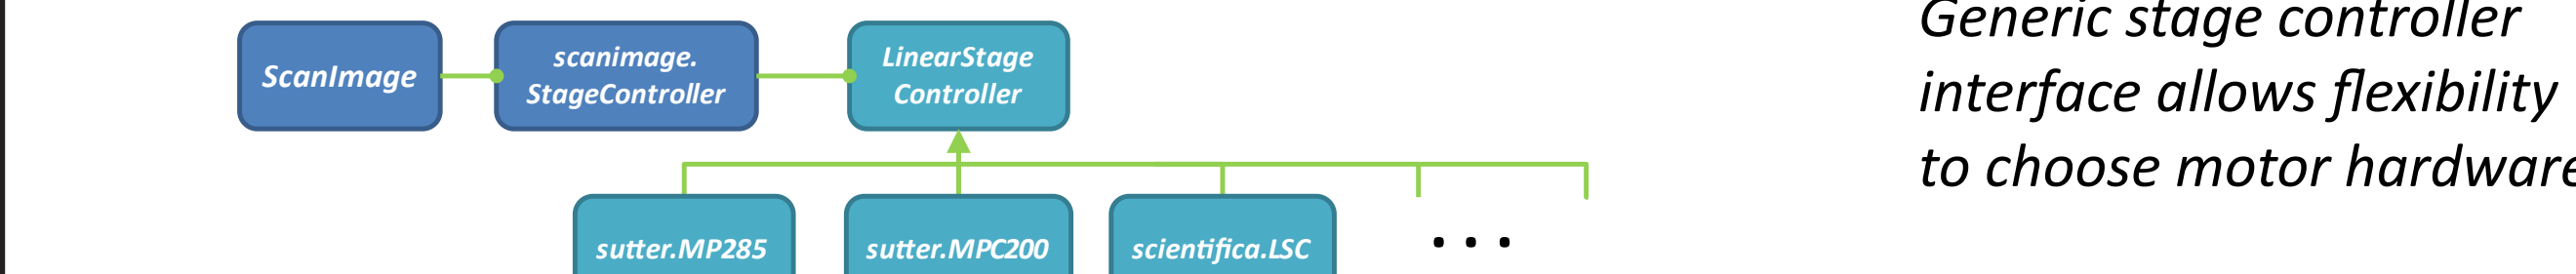 ScanImage
scanimage.
StageController
LinearStage
Controller
sutter.MP285
sutter.MPC200
scientifica.LSC
. . .
Generic stage controller
interface allows flexibility
to choose motor hardware